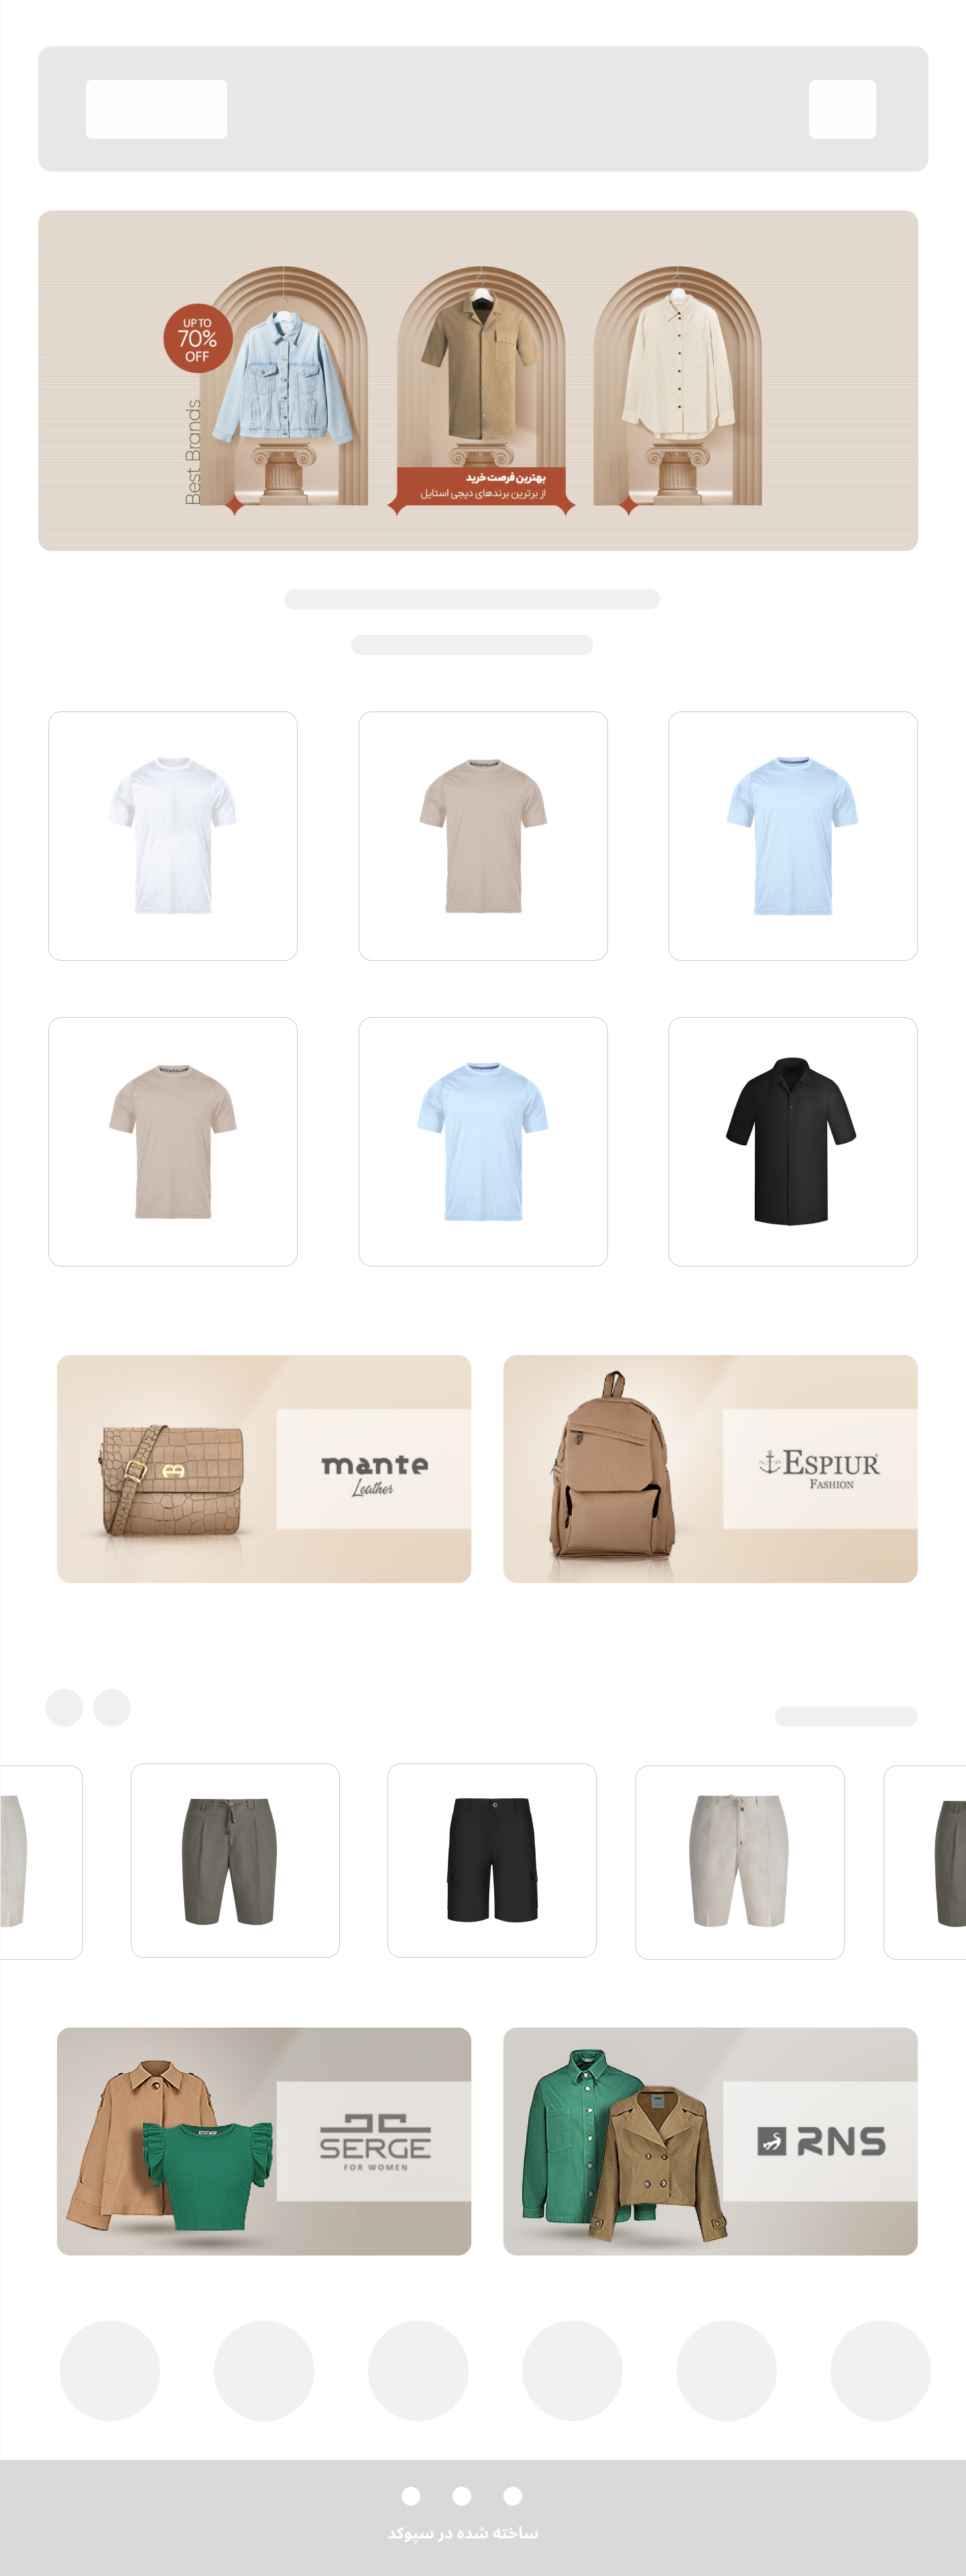 UP TO
70%
OFF
Best Brands
بهترین فرصت خرید
از برترین برندهای دیجی استایل
mante
Leather
ESPIUR
FASHION
SERGE
FOR WOMEN
RNS
ساخته شده در سپوکد